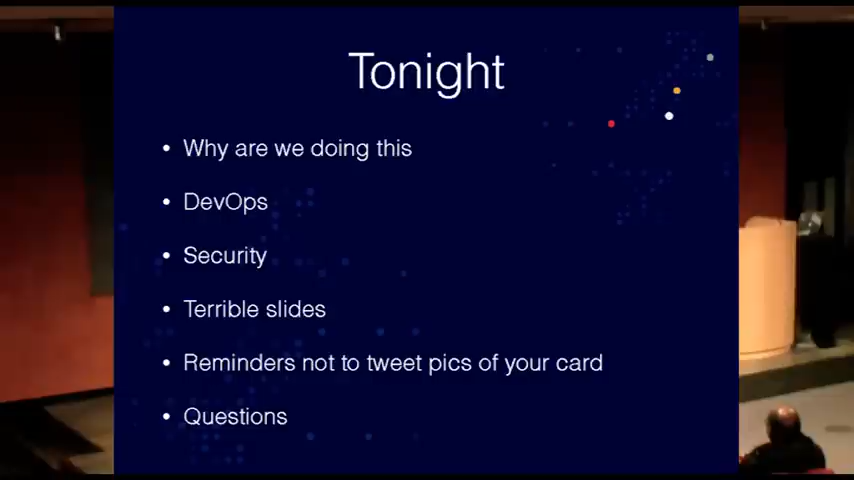 Tonight
• Why are we doing this
• DevOps
• Security
• Terrible slides
• Reminders not to tweet pics of your card
• Questions